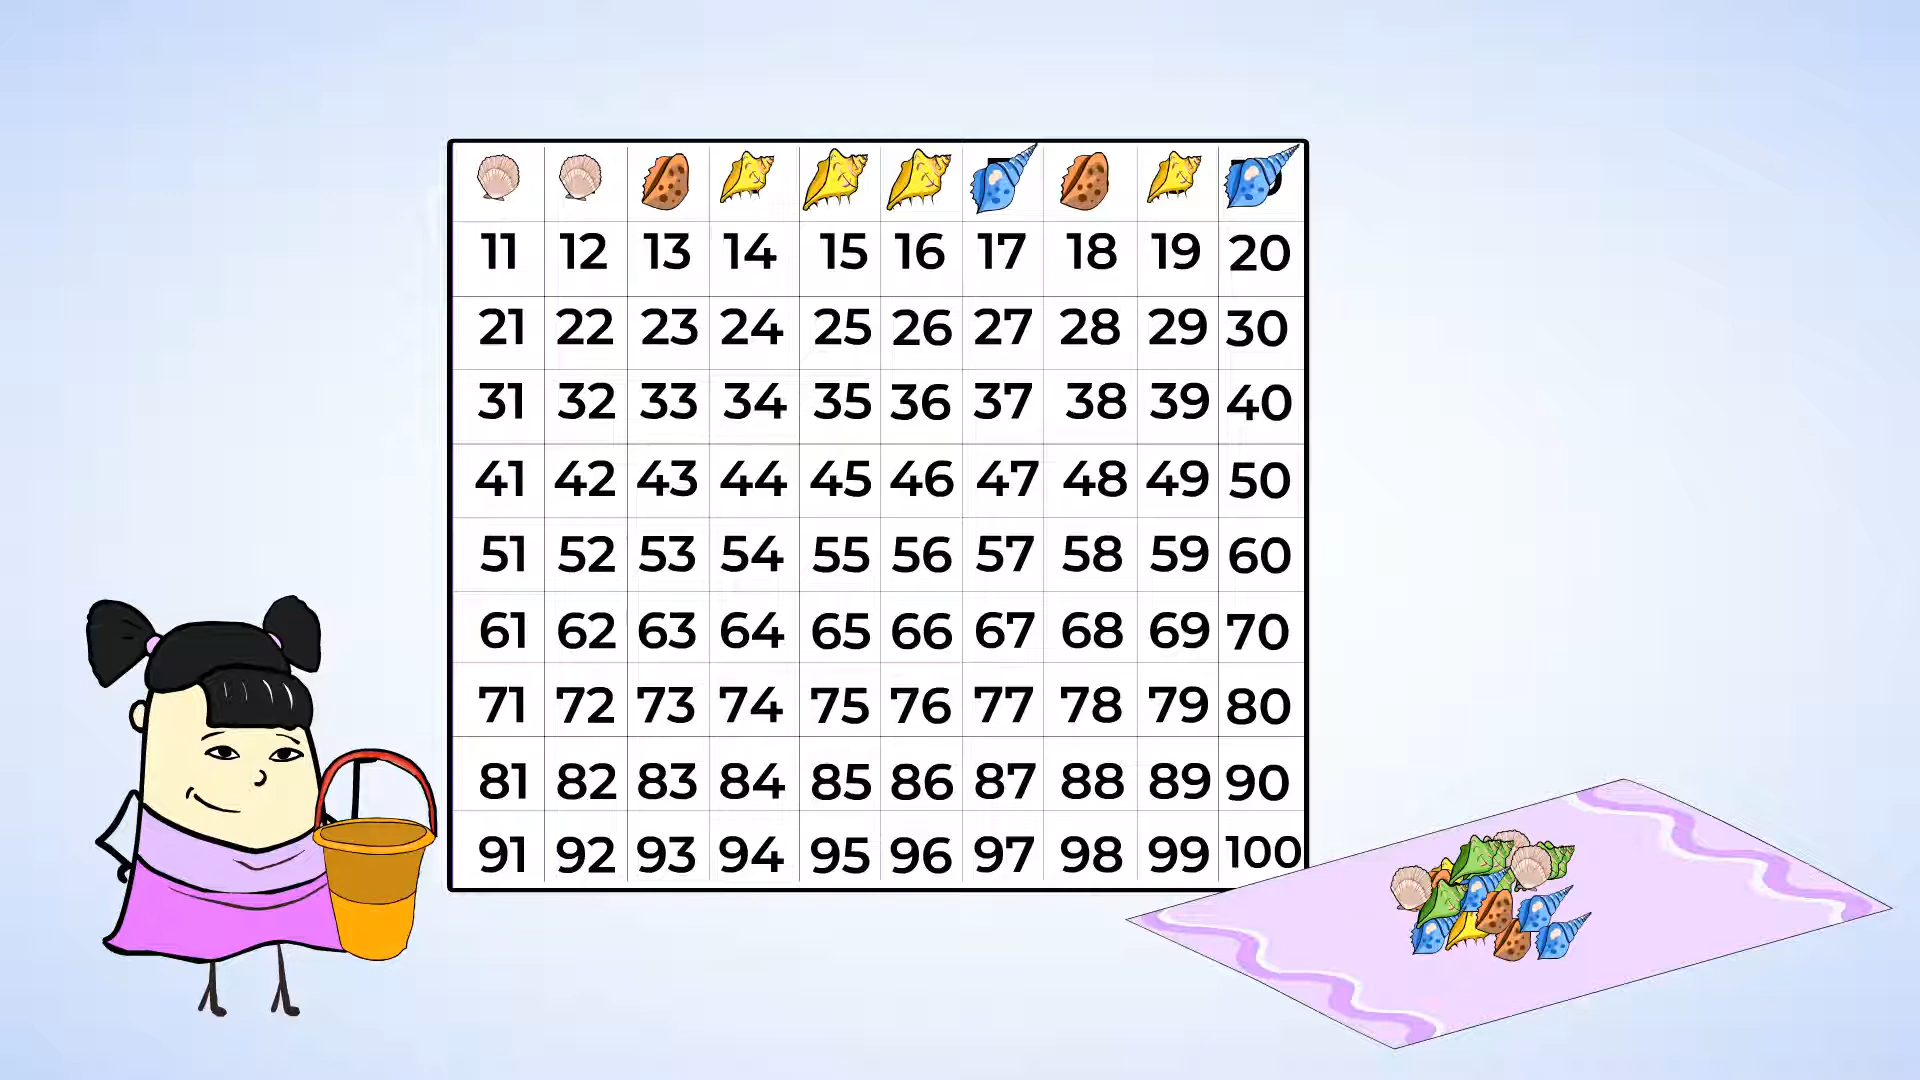 11 12 13 14 15 16 17 18 19 20
21 22 23 24 25 26 27 28 29 30
31 32 33 34 35 36 37 38 39 40
41 42 43 44 45 46 47 48 49 50
51 52 53 54 55 56 57 58 59 60
61 62 63 64 65 66 67 68 69 70
71 72 73 74 75 76 77 78 79 80
81 82 83 84 85 86 87 88 89 90
91 92 93 94 95 96 97 98 99 100